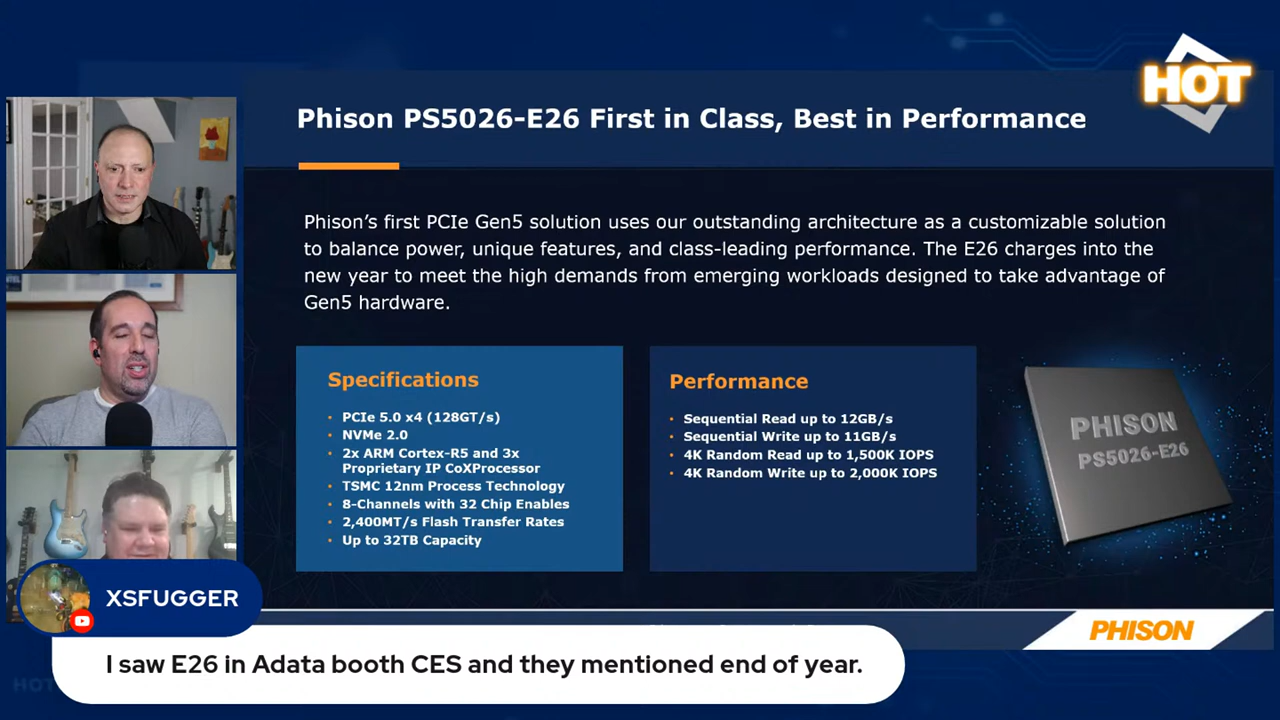 HOT
Phison PS5026-E26 First in Class, Best in Performance
Phison's first PCIe Gen5 solution uses our outstanding architecture as a customizable solution
to balance power, unique features, and class-leading performance. The E26 charges into the
new year to meet the high demands from emerging workloads designed to take advantage of
Gen5 hardware.
Specifications
• PCIe 5.0 x4 (128GT/s)
• NVMe 2.0
• 2x ARM Cortex-R5 and 3x
Proprietary IP CoXProcessor
• TSMC 12nm Process Technology
• 8-Channels with 32 Chip Enables
• 2,400MT/s Flash Transfer Rates
• Up to 32TB Capacity
Performance
• Sequential Read up to 12GB/s
• Sequential Write up to 11GB/s
• 4K Random Read up to 1,500K IOPS
• 4K Random Write up to 2,000K IOPS
PHISON
PS5026-E26
XSFUGGER
I saw E26 in Adata booth CES and they mentioned end of year.
PHISON